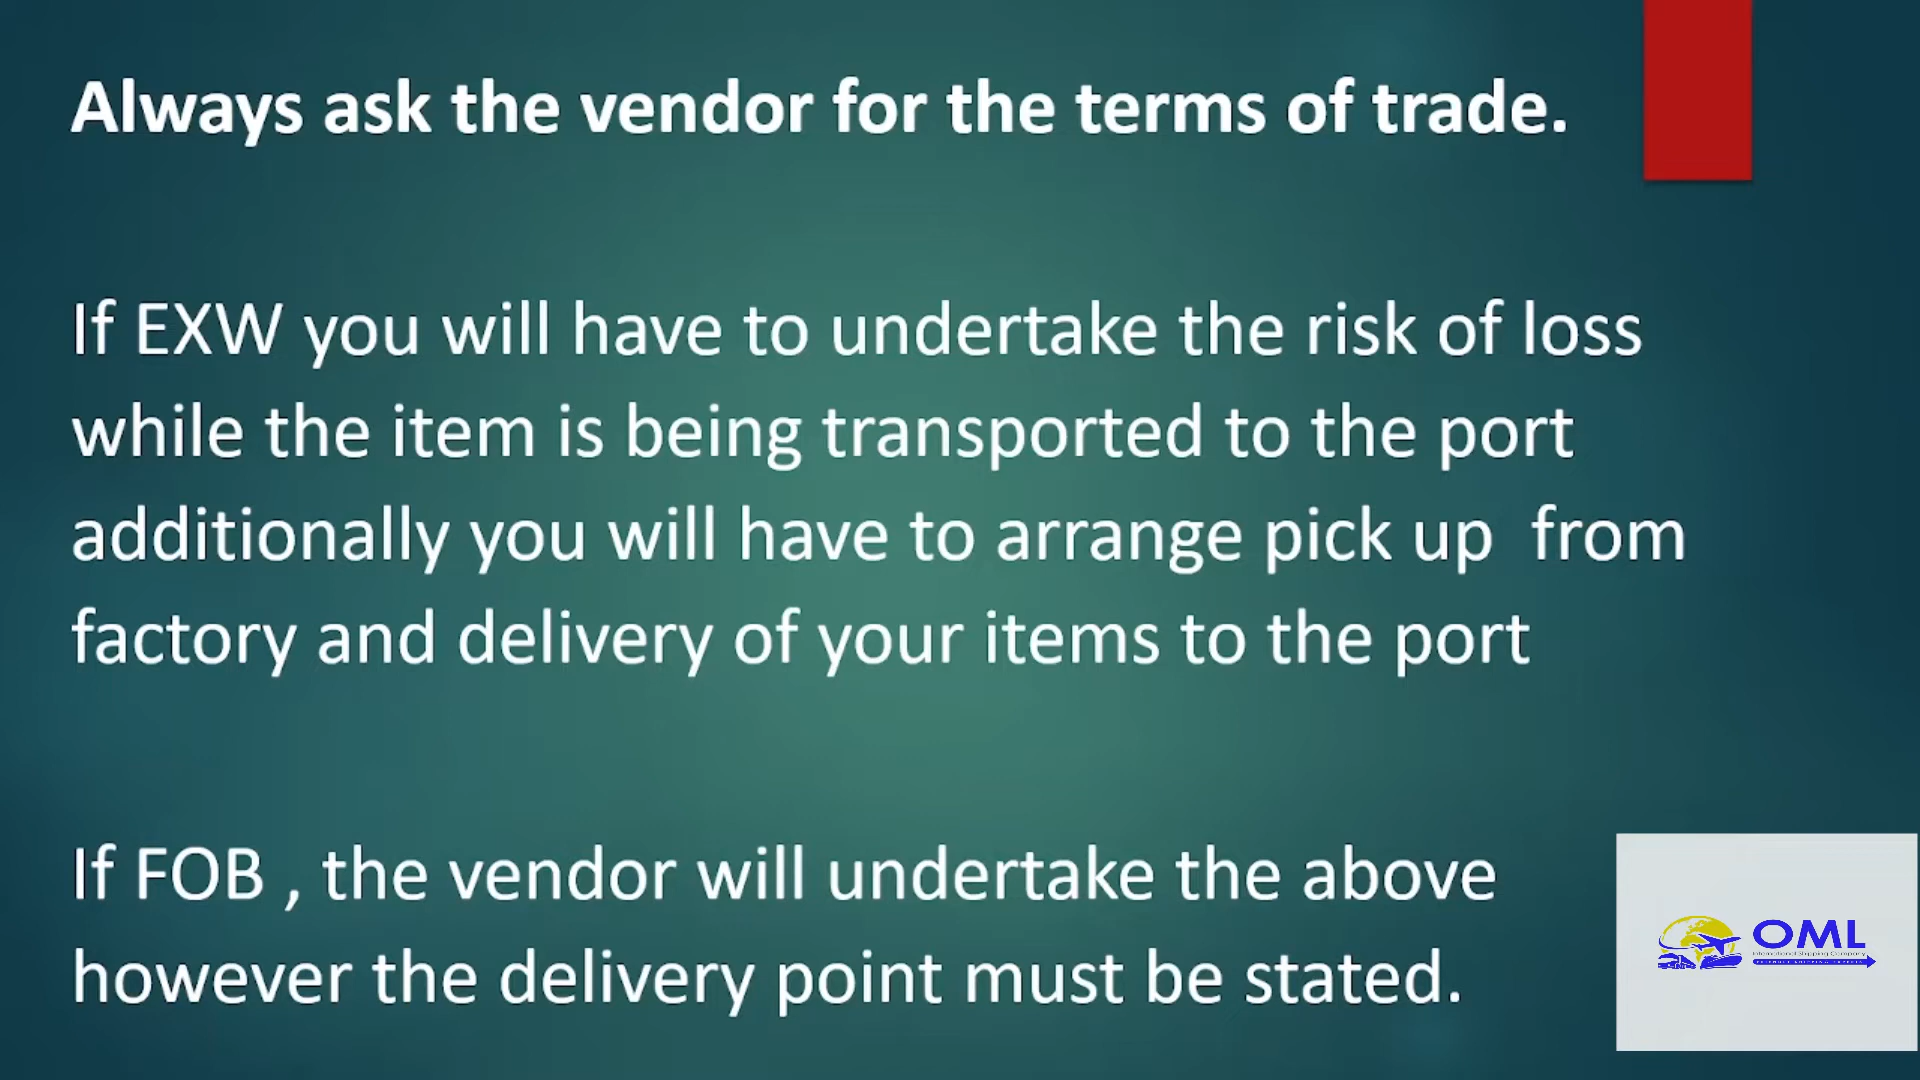 Always ask the vendor for the terms of trade.
If EXW you will have to undertake the risk of loss
while the item is being transported to the port
additionally you will have to arrange pick up  from
factory and delivery of your items to the port
If FOB , the vendor will undertake the above
however the delivery point must be stated.
OML
International Shipping Company